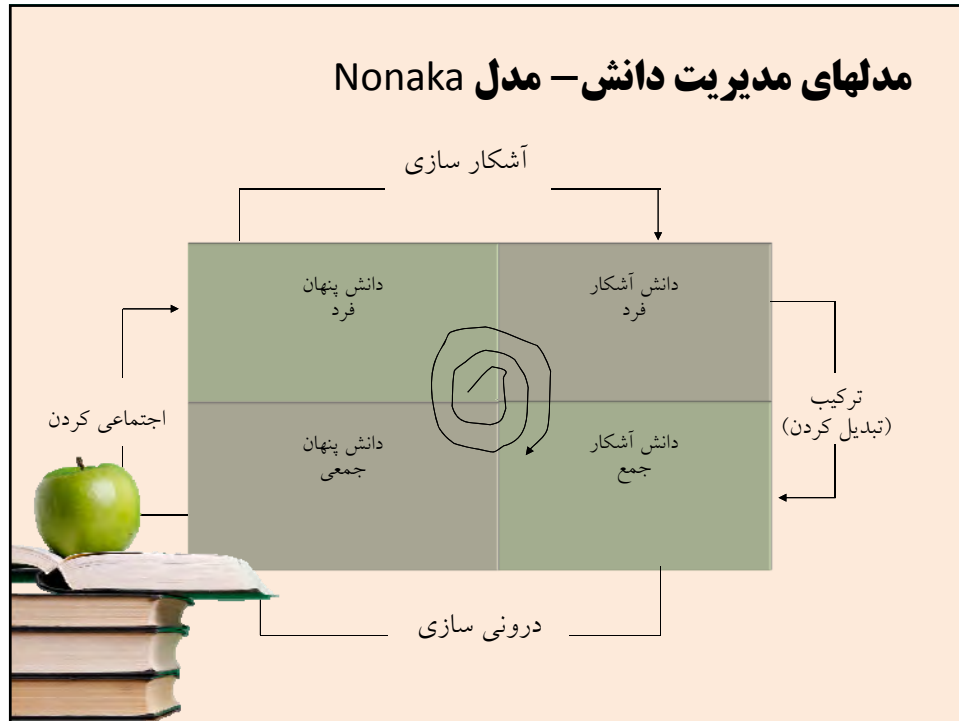 مدلهای مدیریت دانش– مدل Nonaka
آشکار سازی
دانش آشکار
فرد
دانش پنهان
فرد
ترکیب
(تبدیل کردن)
اجتماعی کردن
دانش آشکار
جمع
دانش پنهان
جمعی
درونی سازی